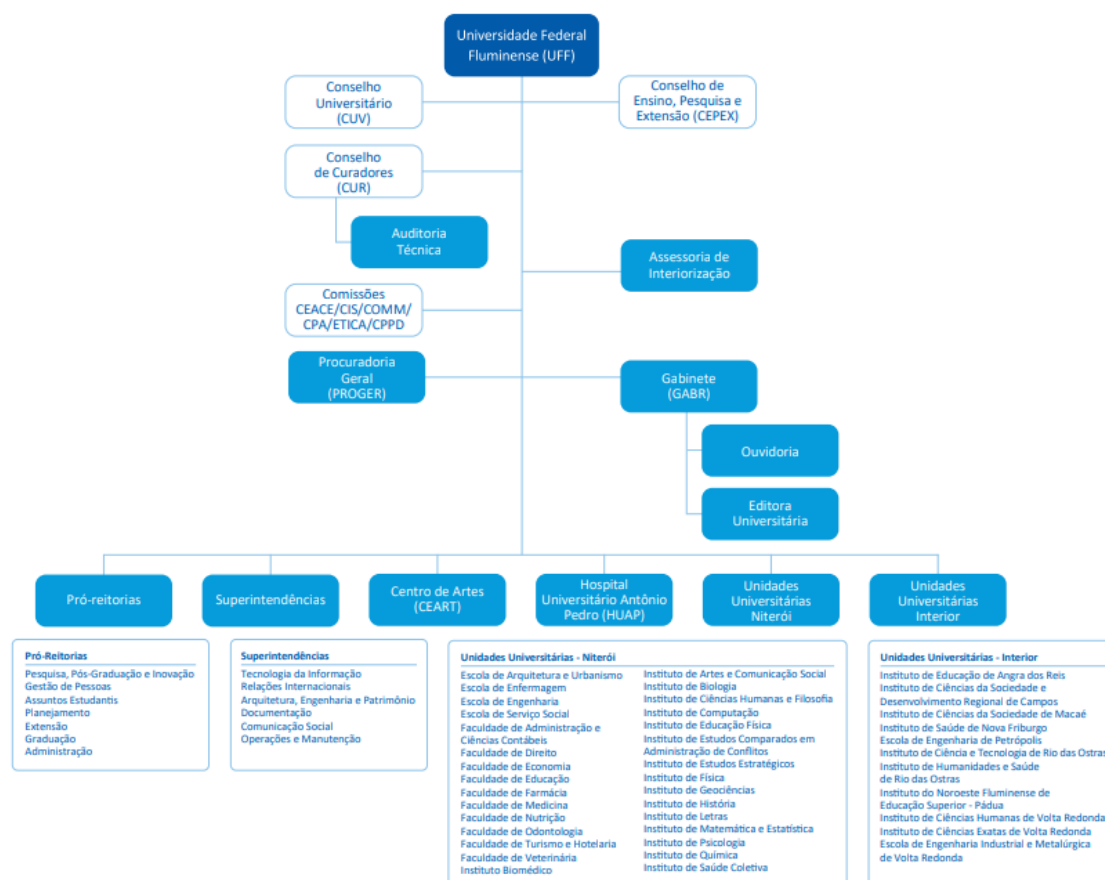 Universidade Federal
Fluminense (UFF)
Conselho
Universitário
(CUV)
Conselho de
Ensino, Pesquisa e
Extensão (CEPEX)
Conselho
de Curadores
(CUR)
Auditoria
Técnica
Assessoria de
Interiorização
Comissões
CEACE/CIS/COMM/
CPA/ETICA/CPPD
Procuradoria
Geral
(PROGER)
Gabinete
(GABR)
Ouvidoria
Editora
Universitária
Pró-reitorias
Superintendências
Centro de Artes
(CEART)
Hospital
Universitário Antônio
Pedro (HUAP)
Unidades
Universitárias
Niterói
Unidades
Universitárias
Interior
Pró-Reitorias
Pesquisa, Pós-Graduação e Inovação
Gestão de Pessoas
Assuntos Estudantis
Planejamento
Extensão
Graduação
Administração
Superintendências
Tecnologia da Informação
Relações Internacionais
Arquitetura, Engenharia e Patrimônio
Documentação
Comunicação Social
Operações e Manutenção
Unidades Universitárias - Niterói
Escola de Arquitetura e Urbanismo
Escola de Enfermagem
Escola de Engenharia
Escola de Serviço Social
Faculdade de Administração e
Ciências Contábeis
Faculdade de Direito
Faculdade de Economia
Faculdade de Educação
Faculdade de Farmácia
Faculdade de Medicina
Faculdade de Nutrição
Faculdade de Odontologia
Faculdade de Turismo e Hotelaria
Faculdade de Veterinária
Instituto Biomédico
Instituto de Artes e Comunicação Social
Instituto de Biologia
Instituto de Ciências Humanas e Filosofia
Instituto de Computação
Instituto de Educação Física
Instituto de Estudos Comparados em
Administração de Conflitos
Instituto de Estudos Estratégicos
Instituto de Física
Instituto de Geociências
Instituto de História
Instituto de Letras
Instituto de Matemática e Estatística
Instituto de Psicologia
Instituto de Química
Instituto de Saúde Coletiva
Unidades Universitárias - Interior
Instituto de Educação de Angra dos Reis
Instituto de Ciências da Sociedade e
Desenvolvimento Regional de Campos
Instituto de Ciências da Sociedade de Macaé
Instituto de Saúde de Nova Friburgo
Escola de Engenharia de Petrópolis
Instituto de Ciência e Tecnologia de Rio das Ostras
Instituto de Humanidades e Saúde
de Rio das Ostras
Instituto do Noroeste Fluminense de
Educação Superior - Pádua
Instituto de Ciências Humanas de Volta Redonda
Instituto de Ciências Exatas de Volta Redonda
Escola de Engenharia Industrial e Metalúrgica
de Volta Redonda